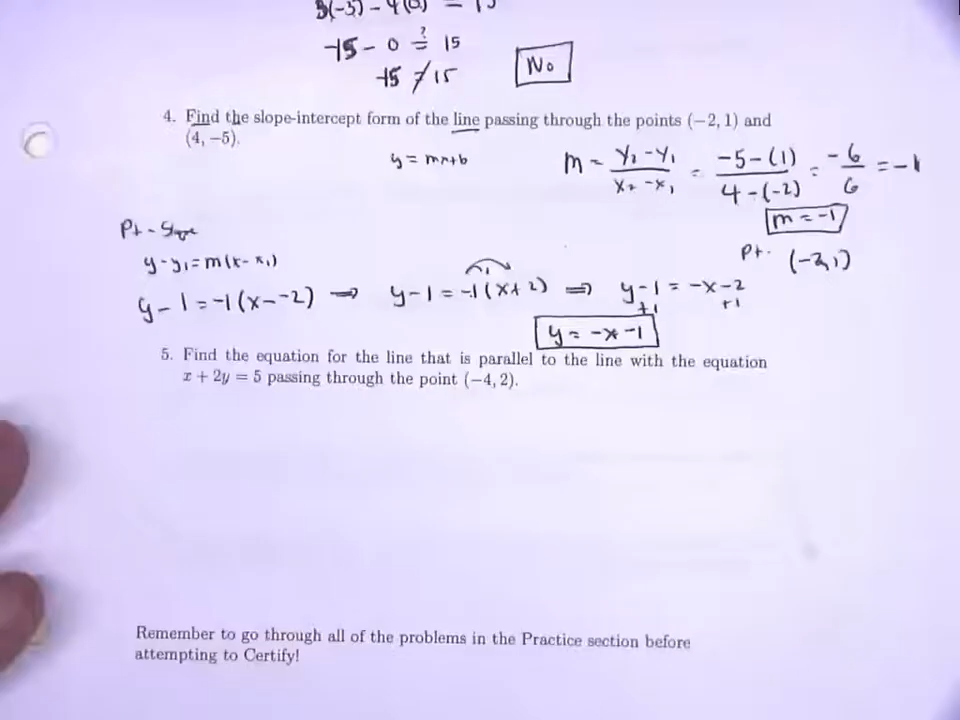 3(-5) - 4(0) = 15
-15 - 0 ≟ 15
-15 ≠ 15
No
4. Find the slope-intercept form of the line passing through the points (−2, 1) and
(4, −5).
y = mx+b
m = y₂ -y₁ / x₂ -x₁ = -5-(1) / 4-(-2) = -6 / 6 = -1
m = -1
Pt - Slope
Pt. (-2,1)
y-y₁ = m(x-x₁)
y - 1 = -1(x--2) ⇒ y-1 = -1(x+2) ⇒ y-1 = -x-2
+1 +1
y = -x-1
5. Find the equation for the line that is parallel to the line with the equation
x + 2y = 5 passing through the point (−4, 2).
Remember to go through all of the problems in the Practice section before
attempting to Certify!